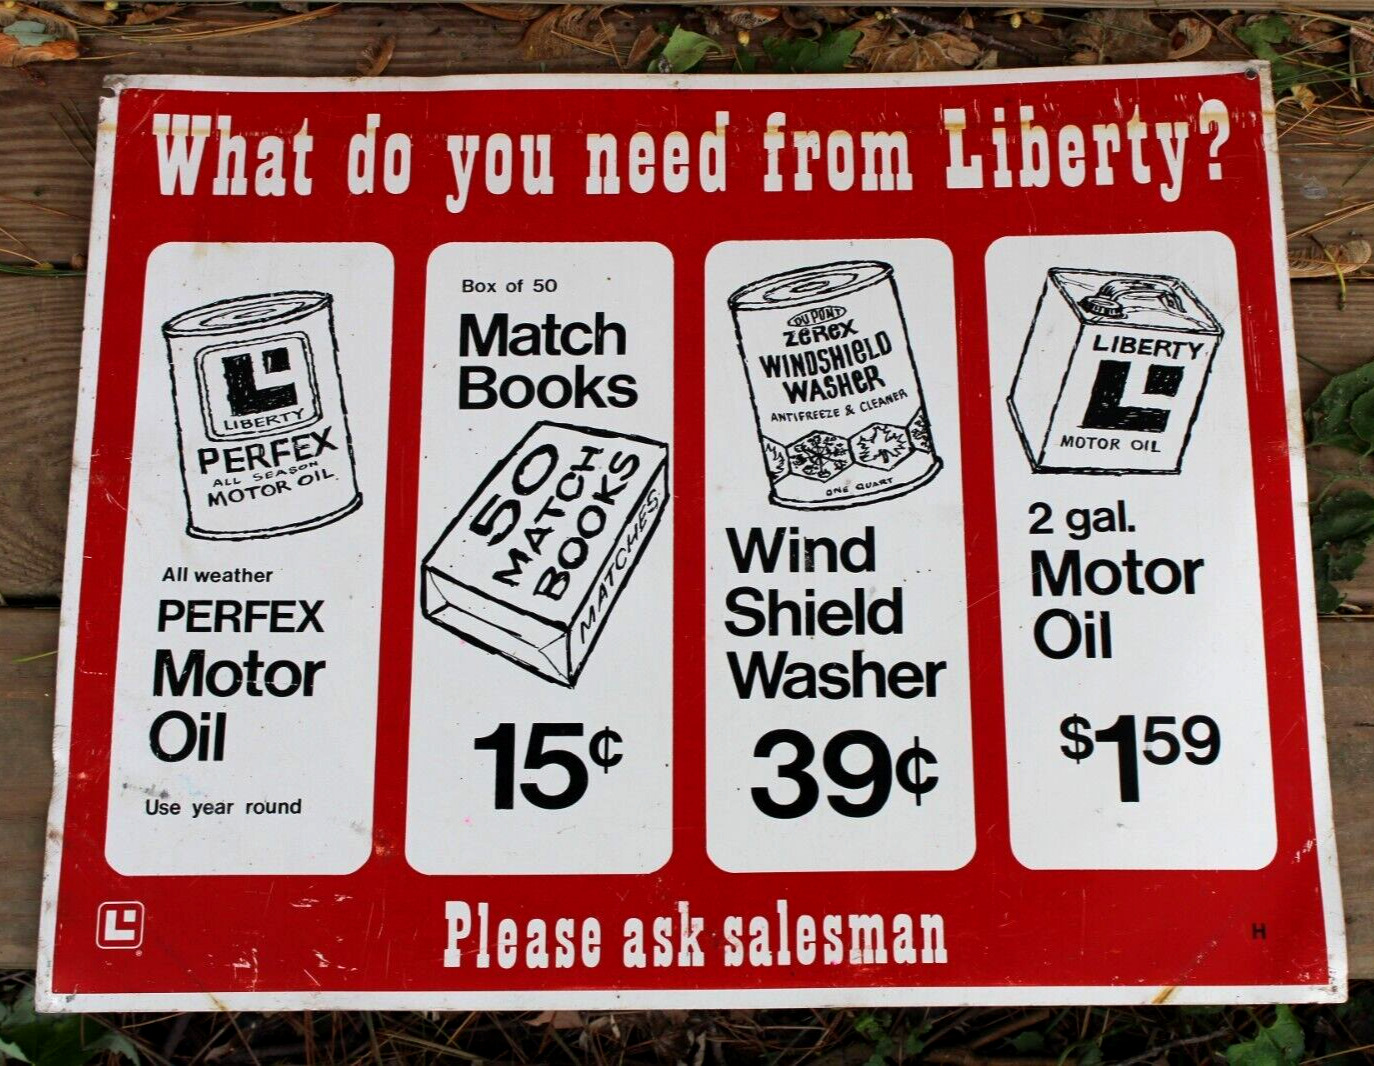 What do you need from Liberty?
LIBERTY
PERFEX
ALL SEASON
MOTOR OIL.
All weather
PERFEX
Motor
Oil
Use year round
Box of 50
Match
Books
50
MATCH
BOOKS
MATCHES
15¢
DU PONT
ZEREX
WINDSHIELD
WASHER
ANTIFREEZE & CLEANER
ONE QUART
Wind
Shield
Washer
39¢
LIBERTY
MOTOR OIL
2 gal.
Motor
Oil
$1 59
L
Please ask salesman
H